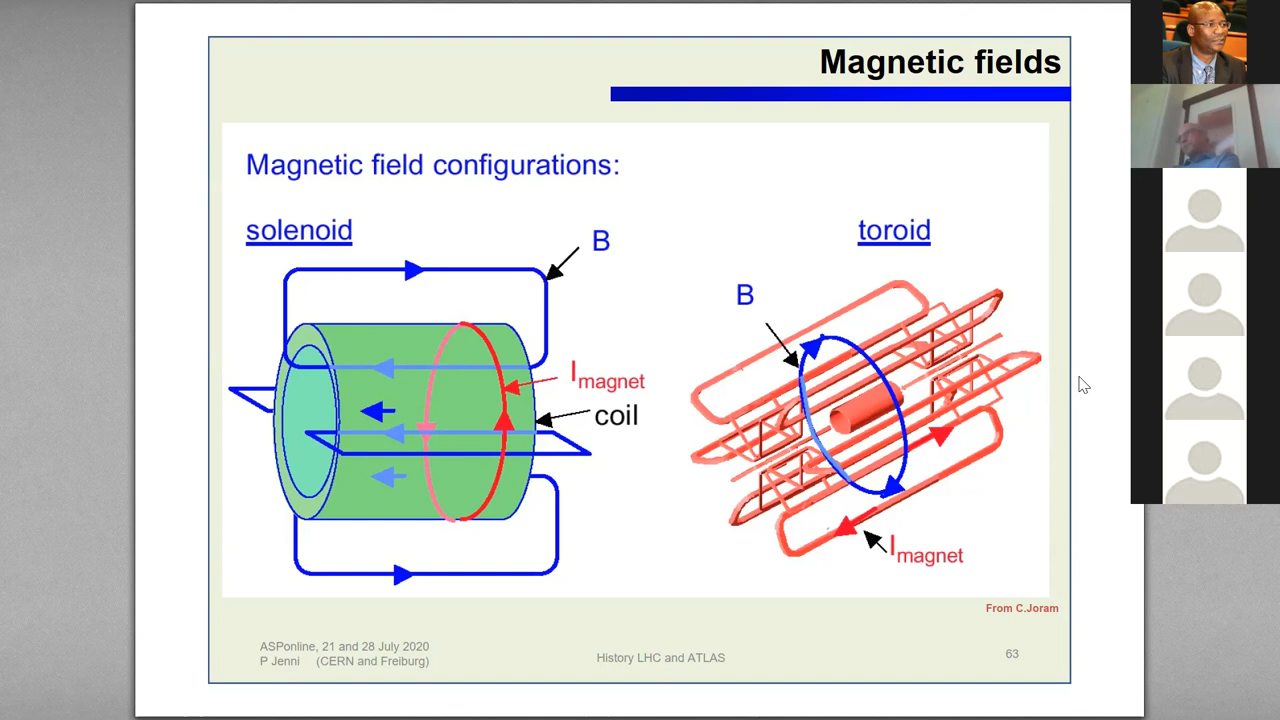 Magnetic fields
Magnetic field configurations:
solenoid
toroid
B
B
Imagnet
coil
Imagnet
From C.Joram
ASPonline, 21 and 28 July 2020
P Jenni (CERN and Freiburg)
History LHC and ATLAS
63